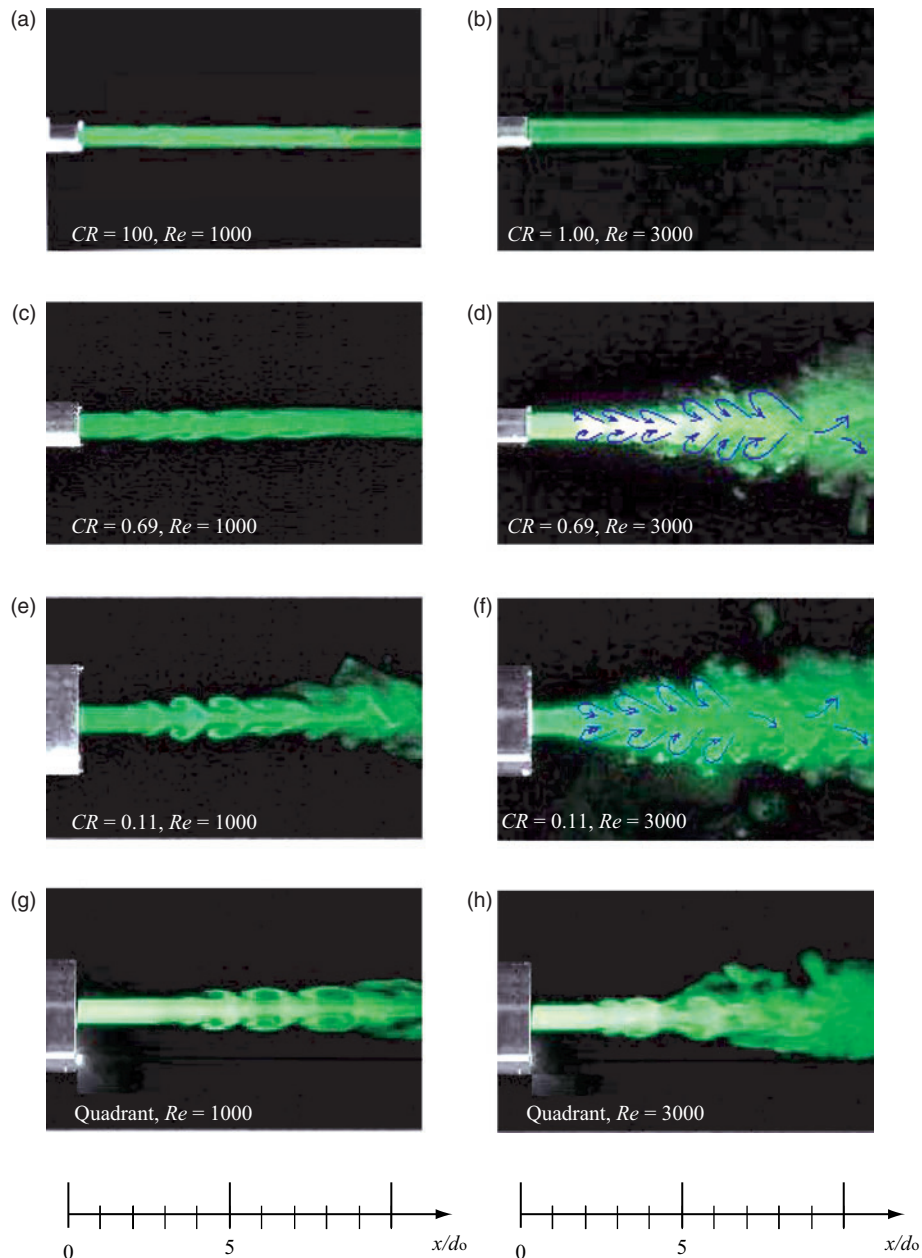 (a)
CR = 100, Re = 1000
(b)
CR = 1.00, Re = 3000
(c)
CR = 0.69, Re = 1000
(d)
CR = 0.69, Re = 3000
(e)
CR = 0.11, Re = 1000
(f)
CR = 0.11, Re = 3000
(g)
Quadrant, Re = 1000
(h)
Quadrant, Re = 3000
0 5 x/do
0 5 x/do